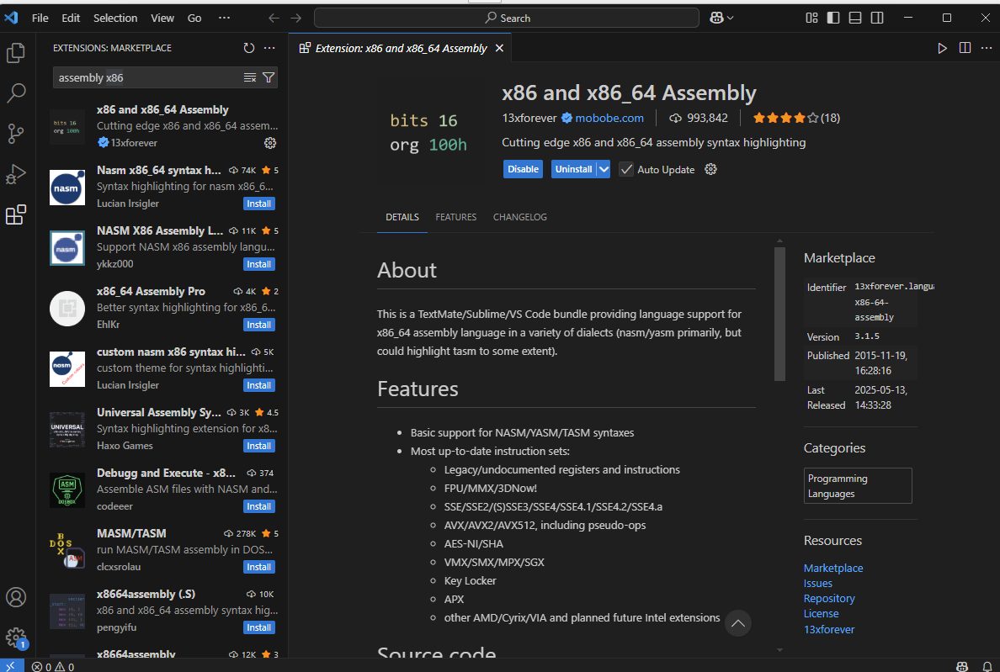 File Edit Selection View Go ··· Search
EXTENSIONS: MARKETPLACE
assembly x86
bits 16
org 100h
x86 and x86_64 Assembly
Cutting edge x86 and x86_64 assem...
13xforever
nasm
Nasm x86_64 syntax h... 74K 5
Syntax highlighting for nasm x86_6...
Lucian Irsigler Install
nasm
NASM X86 Assembly L... 11K 5
Support NASM x86 assembly langu...
ykkz000 Install
x86_64 Assembly Pro 4K 2
Better syntax highlighting for x86_6...
EhlKr Install
nasm
custom nasm x86 syntax hi... 5K
custom theme for syntax highlighti...
Lucian Irsigler Install
UNIVERSAL
Universal Assembly Sy... 3K 4.5
Syntax highlighting extension for x8...
Haxo Games Install
ASM
DOSBOX
Debugg and Execute - x8... 374
Assemble ASM files with NASM and...
codeeer Install
DOS
BOX
ASM
MASM/TASM 278K 5
run MASM/TASM assembly in DOS...
clcxsrolau Install
x8664assembly (.S) 10K
x86 and x86_64 assembly syntax hig...
pengyifu Install
x8664assembly 12K 3
Extension: x86 and x86_64 Assembly
bits 16
org 100h
x86 and x86_64 Assembly
13xforever mobobe.com 993,842 (18)
Cutting edge x86 and x86_64 assembly syntax highlighting
Disable Uninstall Auto Update
DETAILS FEATURES CHANGELOG
About
This is a TextMate/Sublime/VS Code bundle providing language support for
x86_64 assembly language in a variety of dialects (nasm/yasm primarily, but
could highlight tasm to some extent).
Features
• Basic support for NASM/YASM/TASM syntaxes
• Most up-to-date instruction sets:
○ Legacy/undocumented registers and instructions
○ FPU/MMX/3DNow!
○ SSE/SSE2/(S)SSE3/SSE4/SSE4.1/SSE4.2/SSE4.a
○ AVX/AVX2/AVX512, including pseudo-ops
○ AES-NI/SHA
○ VMX/SMX/MPX/SGX
○ Key Locker
○ APX
○ other AMD/Cyrix/VIA and planned future Intel extensions
Source code
Marketplace
Identifier 13xforever.langua
x86-64-
assembly
Version 3.1.5
Published 2015-11-19,
16:28:16
Last 2025-05-13,
Released 14:33:28
Categories
Programming
Languages
Resources
Marketplace
Issues
Repository
License
13xforever
1
0 0